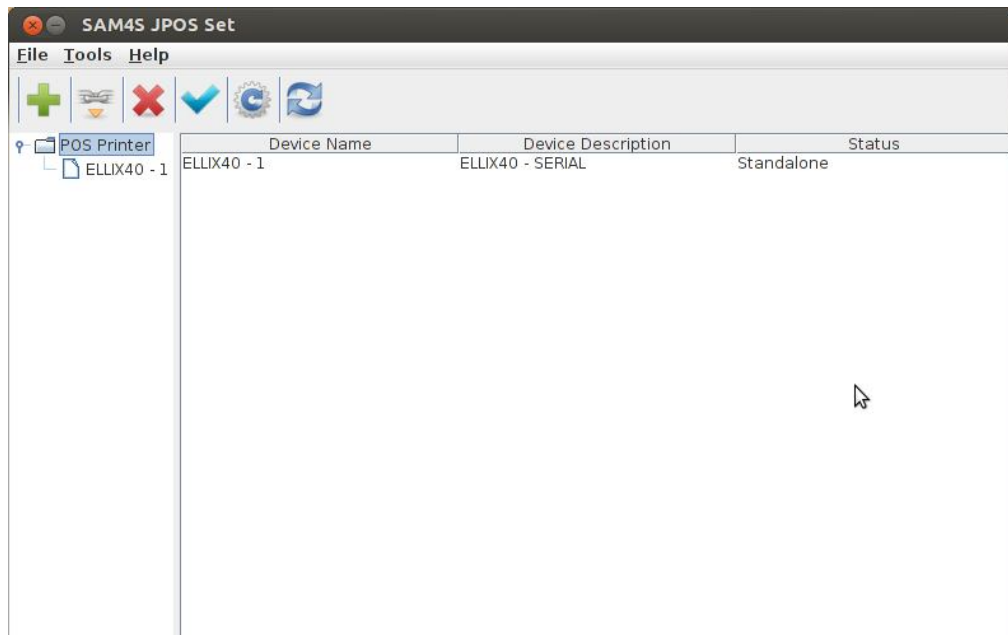 SAM4S JPOS Set
File Tools Help
POS Printer
ELLIX40 - 1
Device Name Device Description Status
ELLIX40 - 1 ELLIX40 - SERIAL Standalone